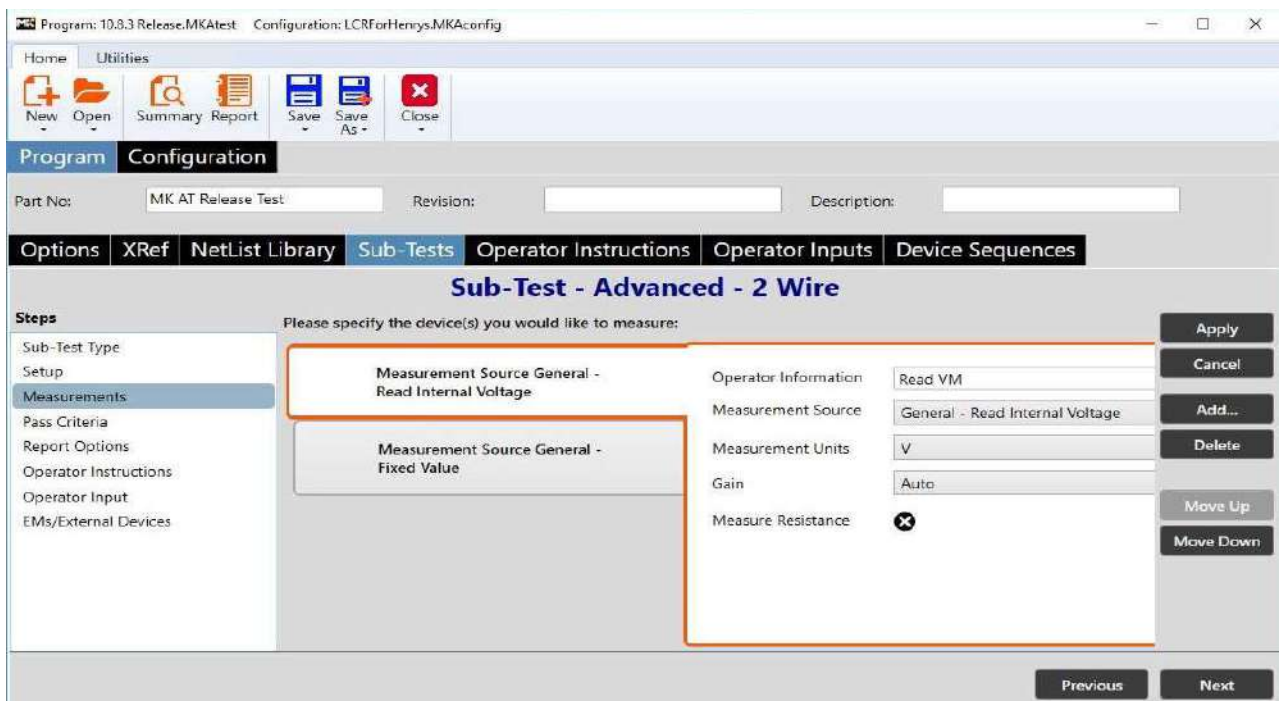 Program: 10.8.3 Release.MKAtest Configuration: LCRForHenrys.MKAconfig
Home Utilities
New Open Summary Report Save Save As Close
Program Configuration
Part No: MK AT Release Test Revision: Description:
Options XRef NetList Library Sub-Tests Operator Instructions Operator Inputs Device Sequences
Sub-Test - Advanced - 2 Wire
Steps
Sub-Test Type
Setup
Measurements
Pass Criteria
Report Options
Operator Instructions
Operator Input
EMs/External Devices
Please specify the device(s) you would like to measure:
Measurement Source General -
Read Internal Voltage
Measurement Source General -
Fixed Value
Operator Information Read VM
Measurement Source General - Read Internal Voltage
Measurement Units V
Gain Auto
Measure Resistance
Apply
Cancel
Add...
Delete
Move Up
Move Down
Previous Next